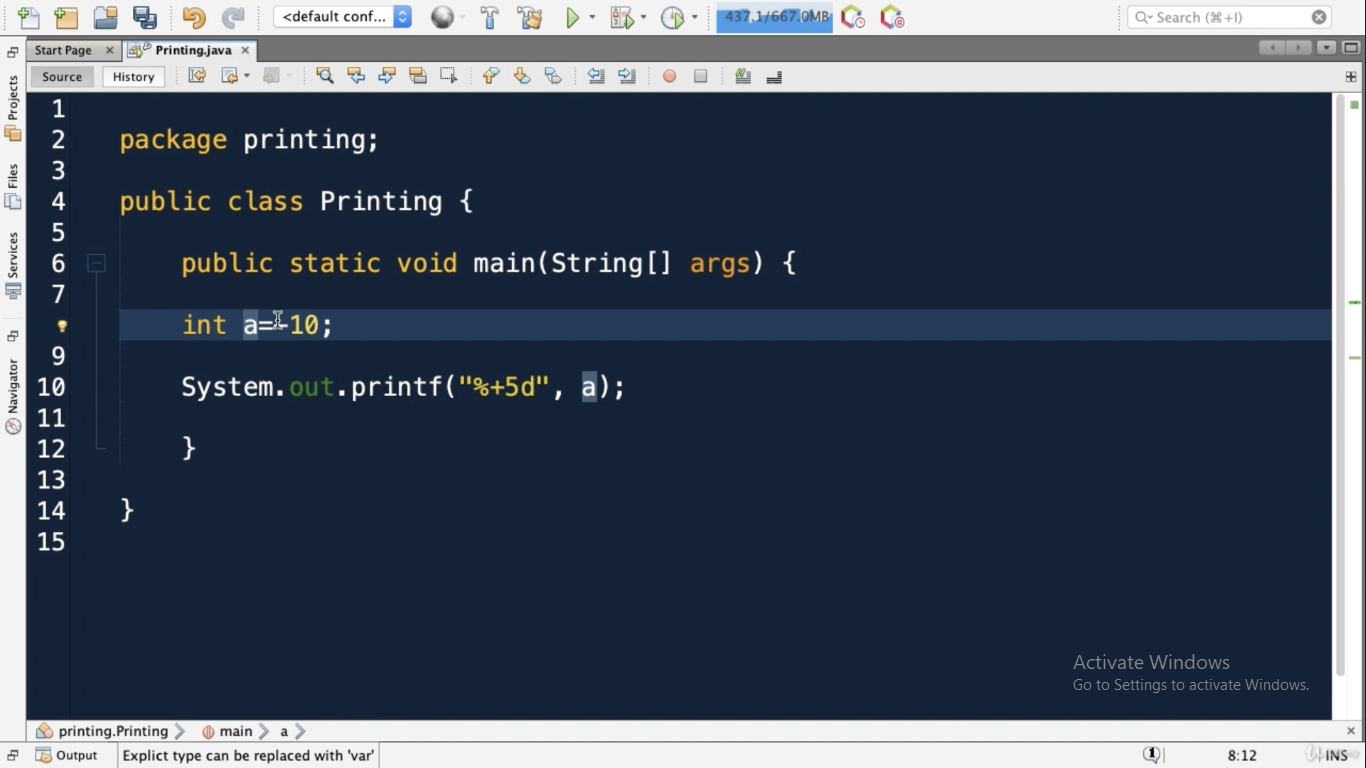 <default conf...
437.1/667.0MB
Search (⌘+I)
Start Page
Printing.java
Source
History
Projects
Files
Services
Navigator
1
2 package printing;
3
4 public class Printing {
5
6 public static void main(String[] args) {
7
int a=-10;
9
10 System.out.printf("%+5d", a);
11
12 }
13
14 }
15
Activate Windows
Go to Settings to activate Windows.
printing.Printing
main
a
Output
Explict type can be replaced with 'var'
1
8:12
INS